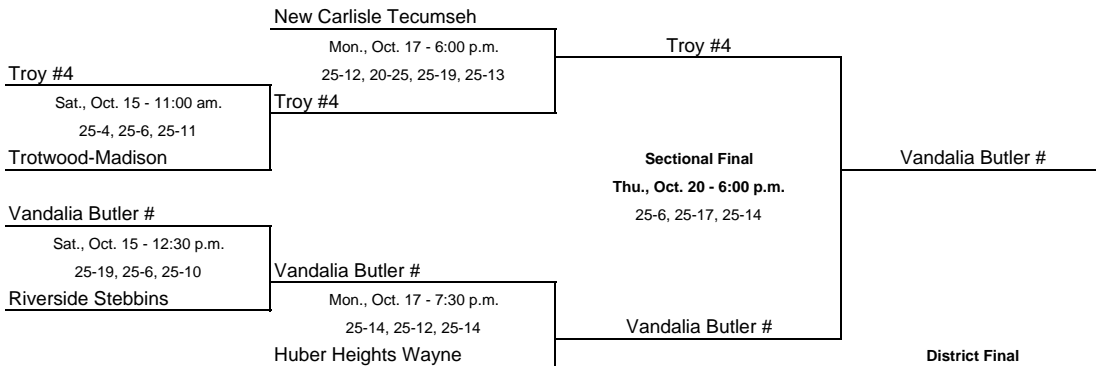 New Carlisle Tecumseh
Mon., Oct. 17 - 6:00 p.m.
Troy #4
Troy #4
25-12, 20-25, 25-19, 25-13
Sat., Oct. 15 - 11:00 am.
Troy #4
25-4, 25-6, 25-11
Trotwood-Madison
Sectional Final
Vandalia Butler #
Thu., Oct. 20 - 6:00 p.m.
Vandalia Butler #
25-6, 25-17, 25-14
Sat., Oct. 15 - 12:30 p.m.
25-19, 25-6, 25-10
Vandalia Butler #
Riverside Stebbins
Mon., Oct. 17 - 7:30 p.m.
25-14, 25-12, 25-14
Vandalia Butler #
Huber Heights Wayne
District Final